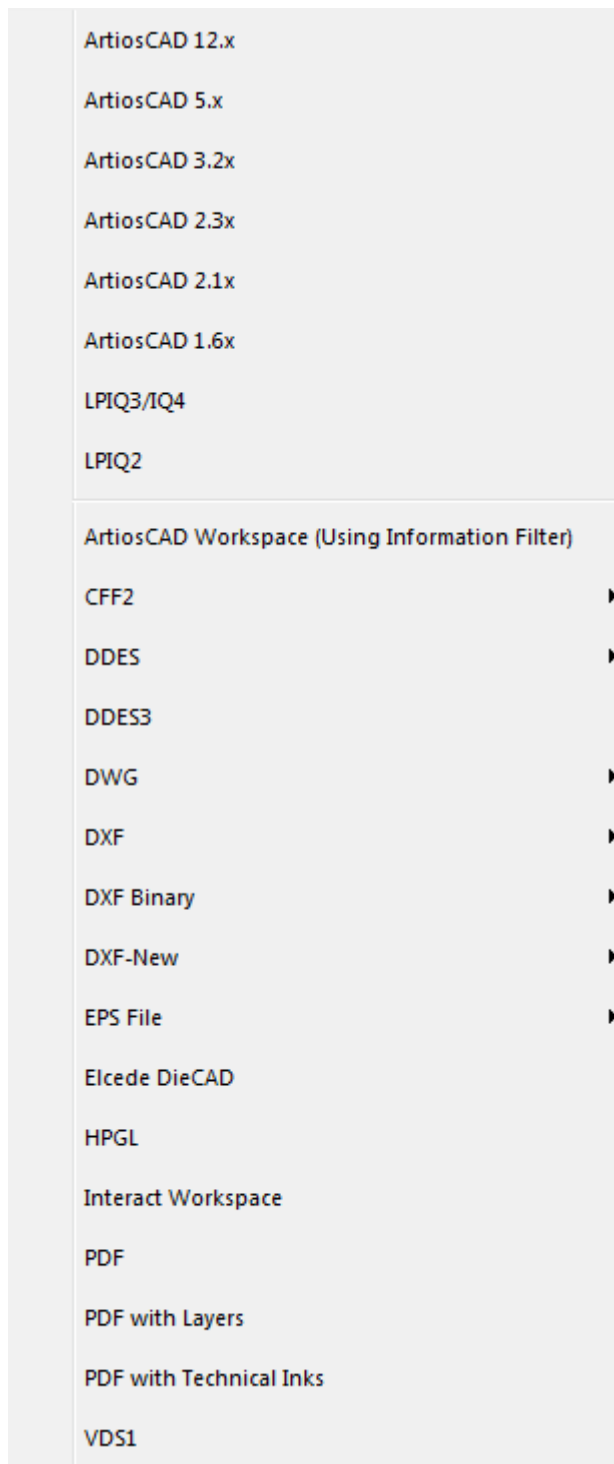 ArtiosCAD 12.x
ArtiosCAD 5.x
ArtiosCAD 3.2x
ArtiosCAD 2.3x
ArtiosCAD 2.1x
ArtiosCAD 1.6x
LPIQ3/IQ4
LPIQ2
ArtiosCAD Workspace (Using Information Filter)
CFF2
DDES
DDES3
DWG
DXF
DXF Binary
DXF-New
EPS File
Elcede DieCAD
HPGL
Interact Workspace
PDF
PDF with Layers
PDF with Technical Inks
VDS1